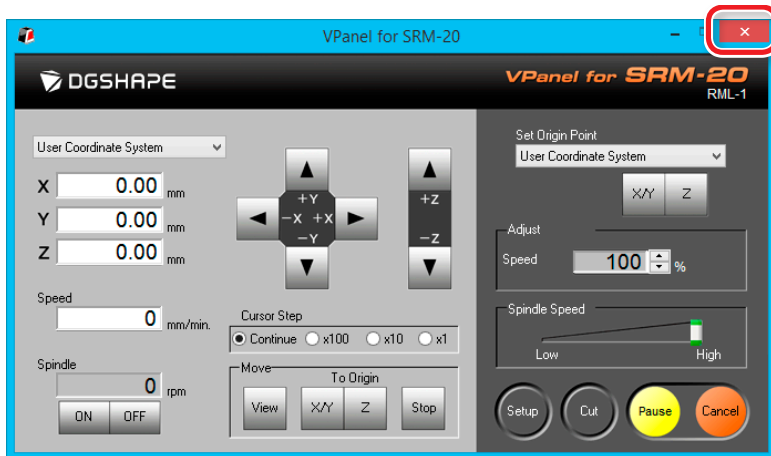 VPanel for SRM-20
DGSHAPE
VPanel for SRM-20
RML-1
User Coordinate System
X 0.00 mm
Y 0.00 mm
Z 0.00 mm
Speed
0 mm/min.
Spindle
0 rpm
ON OFF
+Y
-X +X
-Y
+Z
-Z
Cursor Step
Continue x100 x10 x1
Move
To Origin
View X/Y Z Stop
Set Origin Point
User Coordinate System
X/Y Z
Adjust
Speed 100 %
Spindle Speed
Low High
Setup Cut Pause Cancel